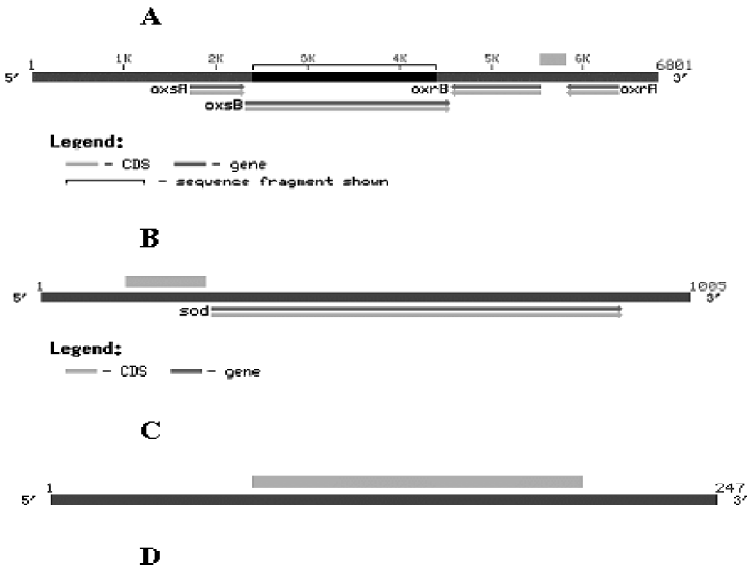 A
1 1K 2K 3K 4K 5K 6K 6801
5′ 3′
oxsA oxrB oxrA
oxsB
Legend:
– CDS – gene
– sequence fragment shown
B
1 1005
5′ 3′
sod
Legend:
– CDS – gene
C
1 247
5′ 3′
D